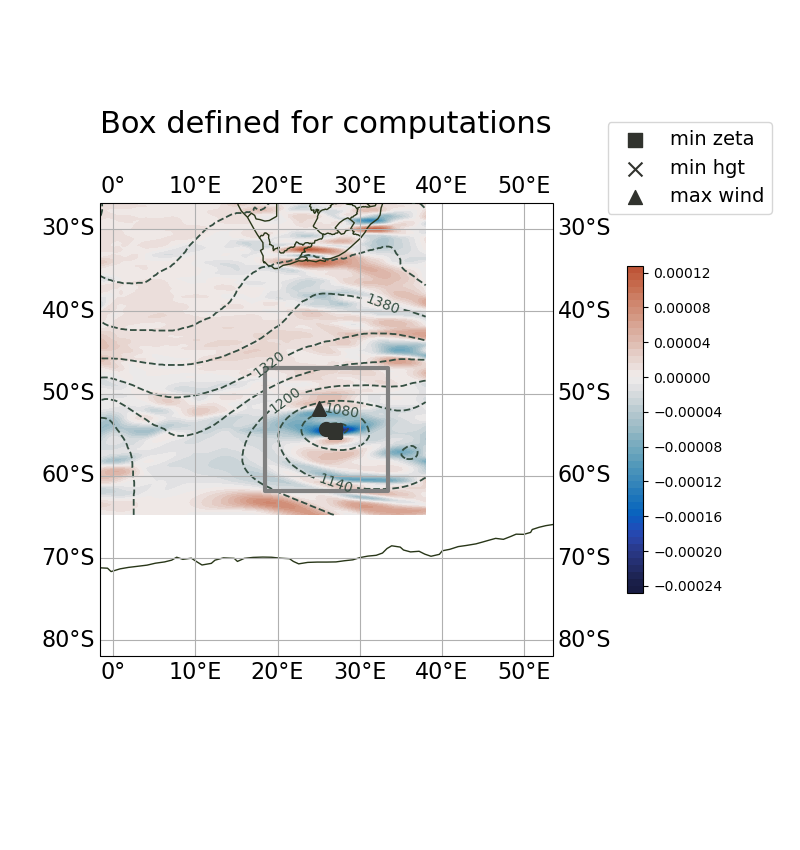 Box defined for computations
min zeta
min hgt
max wind
0° 10°E 20°E 30°E 40°E 50°E
30°S 30°S
40°S 40°S
50°S 50°S
60°S 60°S
70°S 70°S
80°S 80°S
0° 10°E 20°E 30°E 40°E 50°E
1380
1320
1200
1080
1140
0.00012
0.00008
0.00004
0.00000
−0.00004
−0.00008
−0.00012
−0.00016
−0.00020
−0.00024